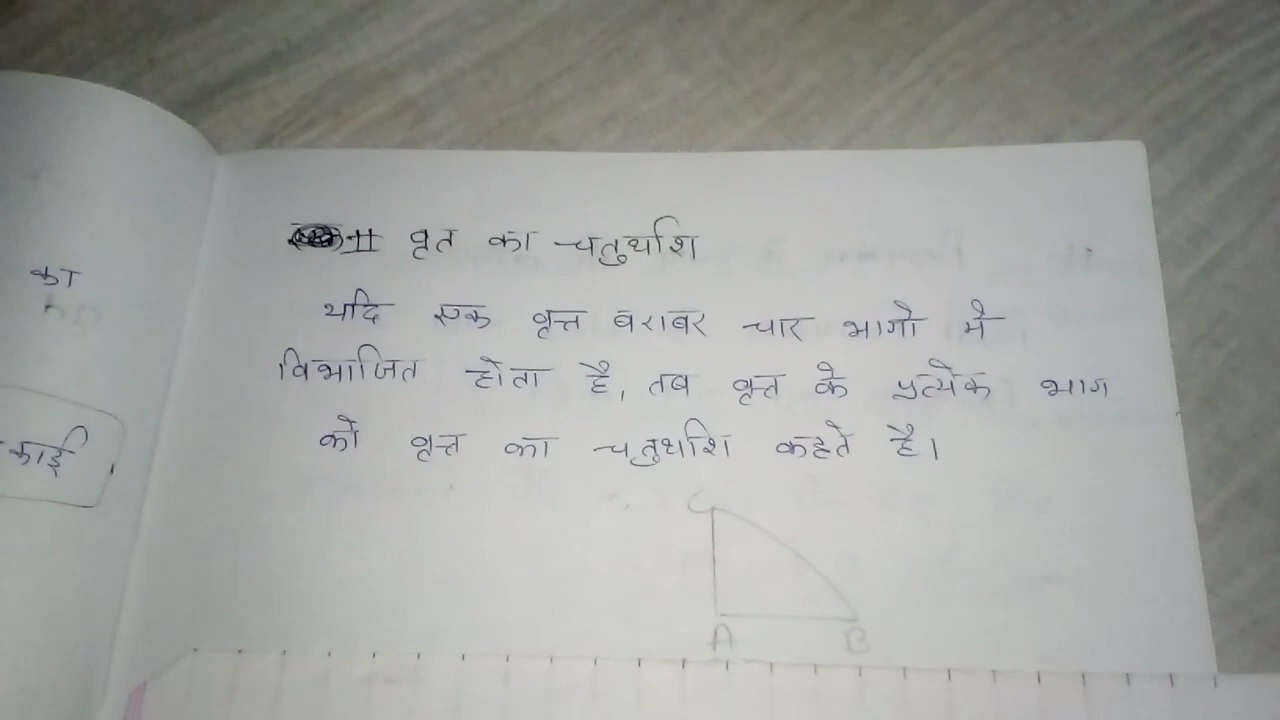 का
काई
# वृत का चतुर्थाश
यदि एक वृत्त बराबर चार भागो मे
विभाजित होता है, तब वृत्त के प्रत्येक भाग
को वृत्त का चतुर्थाश कहते है।
C
A B